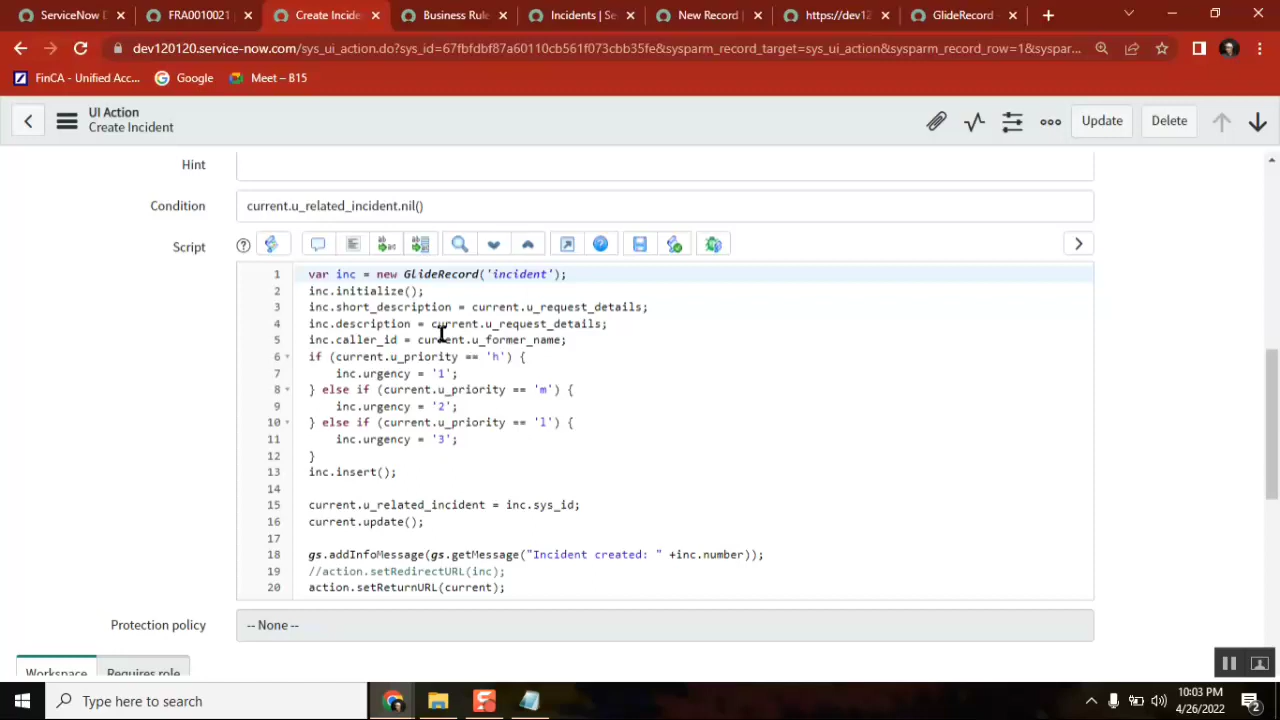 ServiceNow D
FRA0010021
Create Incide
Business Rul
Incidents | Se
New Record |
https://dev12
GlideRecord
dev120120.service-now.com/sys_ui_action.do?sys_id=67fbfdbf87a60110cb561f073cbb35fe&sysparm_record_target=sys_ui_action&sysparm_record_row=1&syspar...
FinCA - Unified Acc...
Google
Meet – B15
UI Action
Create Incident
Update
Delete
Hint
Condition
current.u_related_incident.nil()
Script
1 var inc = new GlideRecord('incident');
2 inc.initialize();
3 inc.short_description = current.u_request_details;
4 inc.description = current.u_request_details;
5 inc.caller_id = current.u_former_name;
6 if (current.u_priority == 'h') {
7 inc.urgency = '1';
8 } else if (current.u_priority == 'm') {
9 inc.urgency = '2';
10 } else if (current.u_priority == 'l') {
11 inc.urgency = '3';
12 }
13 inc.insert();
14
15 current.u_related_incident = inc.sys_id;
16 current.update();
17
18 gs.addInfoMessage(gs.getMessage("Incident created: " +inc.number));
19 //action.setRedirectURL(inc);
20 action.setReturnURL(current);
Protection policy
-- None --
Workspace
Requires role
Type here to search
10:03 PM
4/26/2022
2